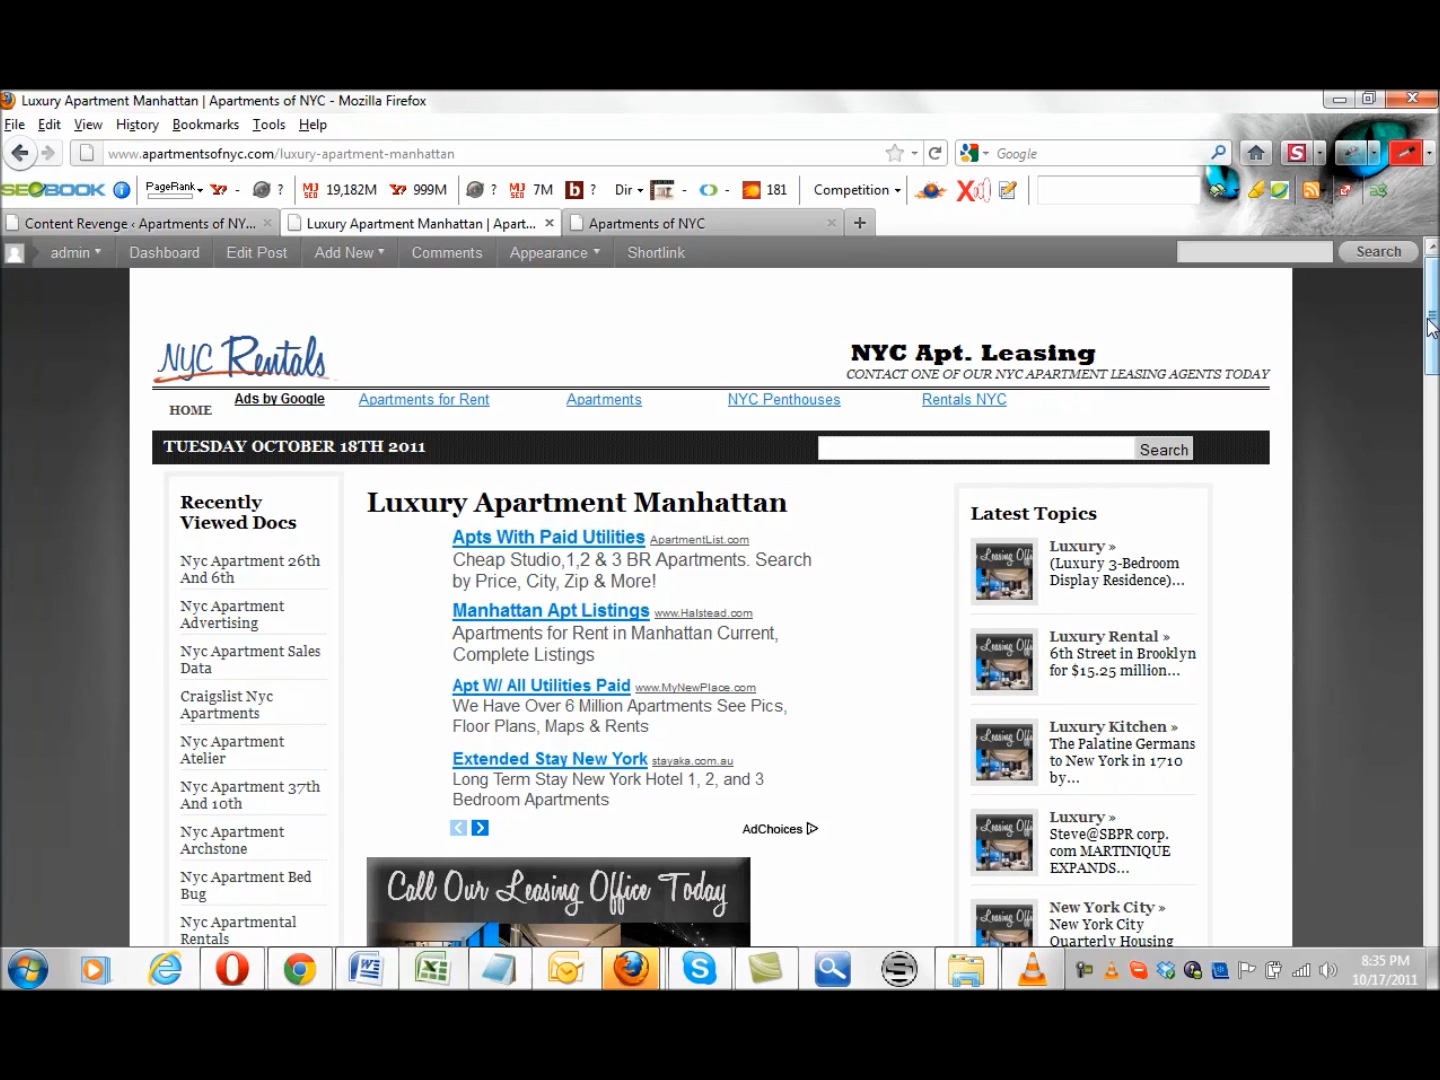 Luxury Apartment Manhattan | Apartments of NYC - Mozilla Firefox
File Edit View History Bookmarks Tools Help
www.apartmentsofnyc.com/luxury-apartment-manhattan
Google
SEOBOOK PageRank - ? 19,182M 999M ? 7M ? Dir - - 181 Competition
Content Revenge ‹ Apartments of NY... Luxury Apartment Manhattan | Apart... Apartments of NYC
admin Dashboard Edit Post Add New Comments Appearance Shortlink Search
NYC Rentals
NYC Apt. Leasing
CONTACT ONE OF OUR NYC APARTMENT LEASING AGENTS TODAY
HOME Ads by Google Apartments for Rent Apartments NYC Penthouses Rentals NYC
TUESDAY OCTOBER 18TH 2011
Search
Recently
Viewed Docs
Nyc Apartment 26th
And 6th
Nyc Apartment
Advertising
Nyc Apartment Sales
Data
Craigslist Nyc
Apartments
Nyc Apartment
Atelier
Nyc Apartment 37th
And 10th
Nyc Apartment
Archstone
Nyc Apartment Bed
Bug
Nyc Apartmental
Rentals
Luxury Apartment Manhattan
Apts With Paid Utilities ApartmentList.com
Cheap Studio,1,2 & 3 BR Apartments. Search
by Price, City, Zip & More!
Manhattan Apt Listings www.Halstead.com
Apartments for Rent in Manhattan Current,
Complete Listings
Apt W/ All Utilities Paid www.MyNewPlace.com
We Have Over 6 Million Apartments See Pics,
Floor Plans, Maps & Rents
Extended Stay New York stayaka.com.au
Long Term Stay New York Hotel 1, 2, and 3
Bedroom Apartments
AdChoices
Call Our Leasing Office Today
Latest Topics
Luxury »
(Luxury 3-Bedroom
Display Residence)...
Luxury Rental »
6th Street in Brooklyn
for $15.25 million...
Luxury Kitchen »
The Palatine Germans
to New York in 1710
by...
Luxury »
Steve@SBPR corp.
com MARTINIQUE
EXPANDS...
New York City »
New York City
Quarterly Housing
8:35 PM
10/17/2011